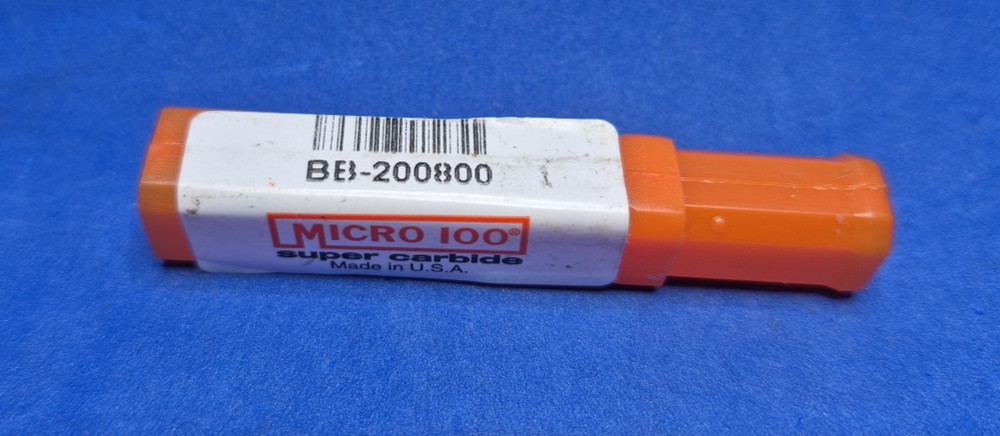 BB-200800
MICRO 100®
super carbide
Made in U.S.A.